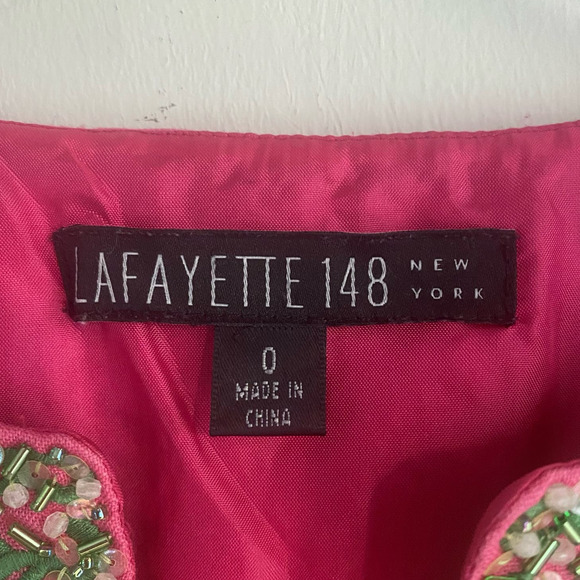 LAFAYETTE 148 NEW YORK
0
MADE IN
CHINA